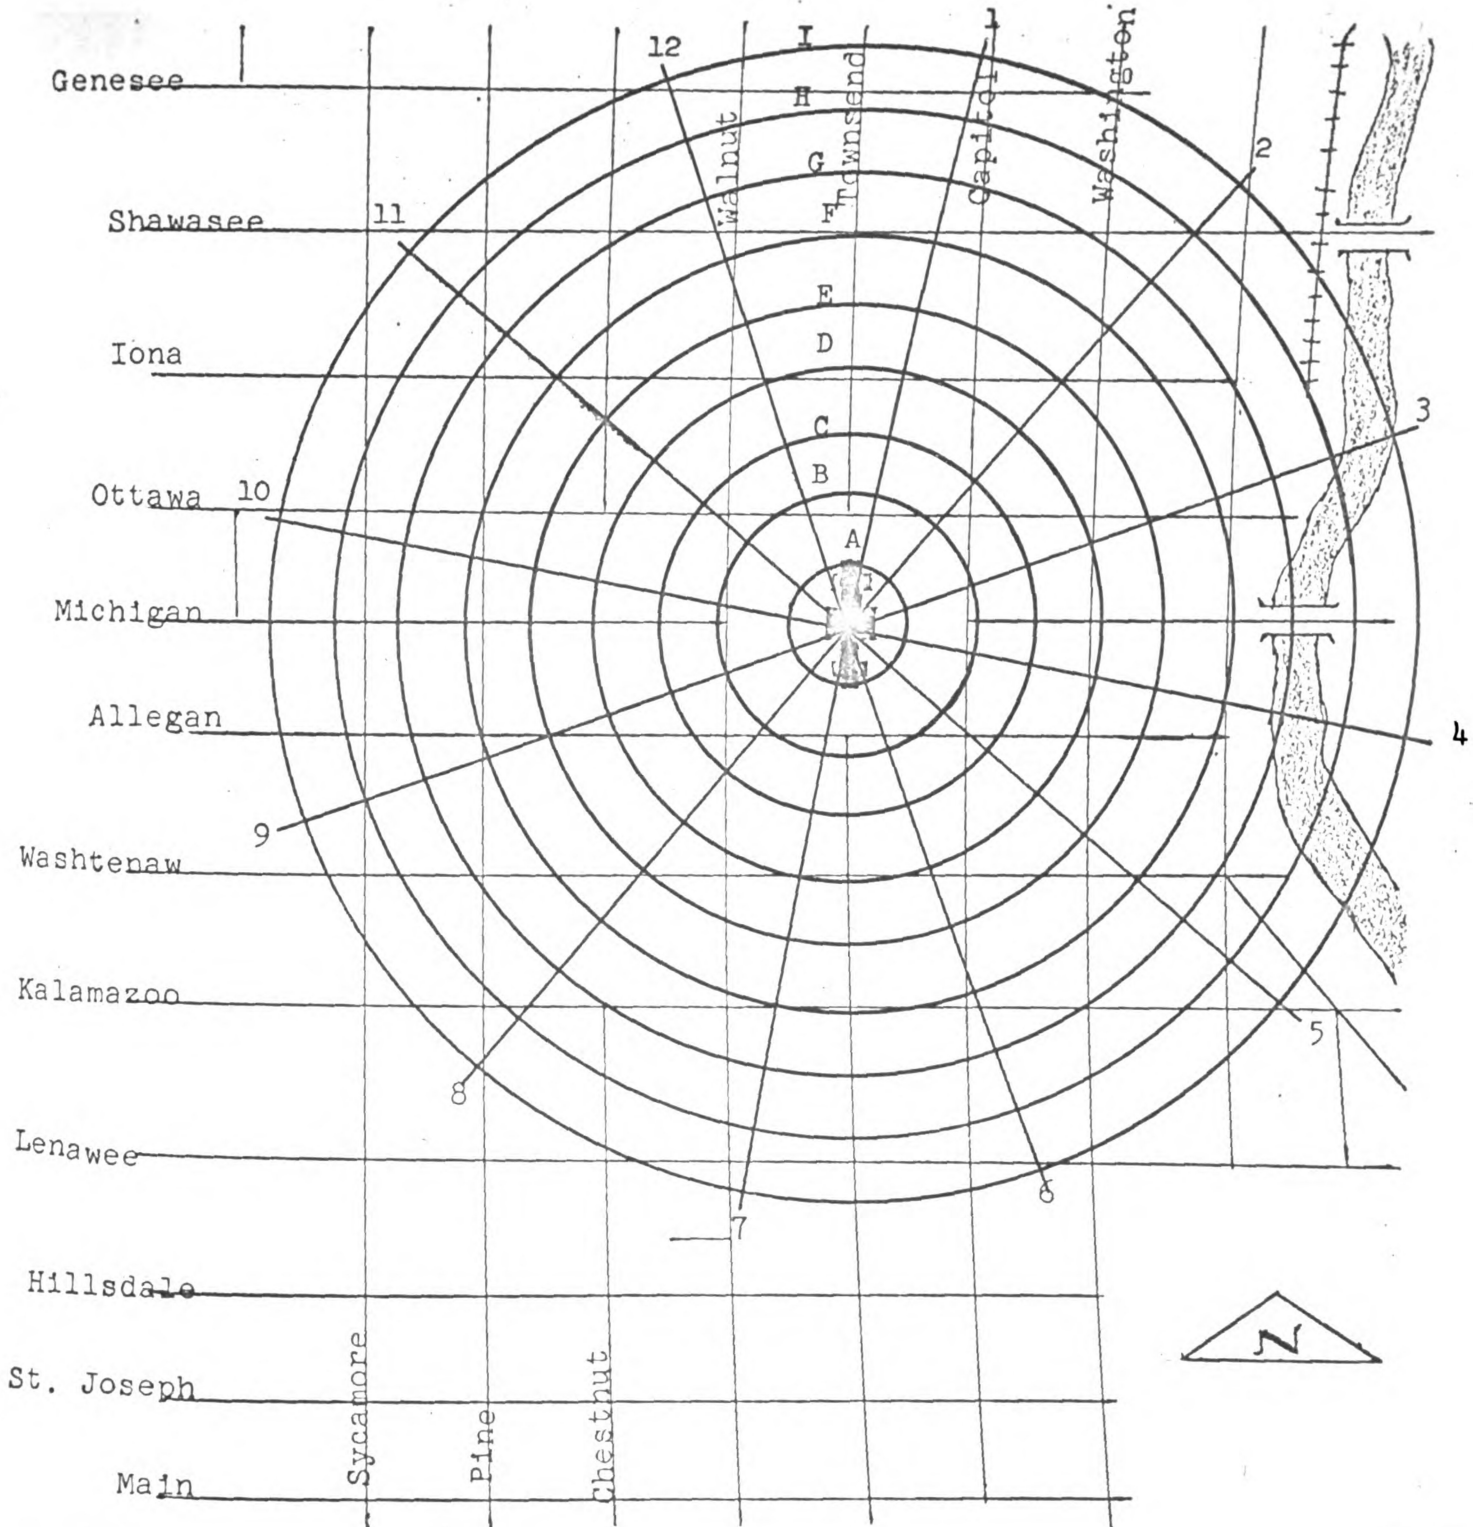 I
1
12
Genesee
H
Walnut
Townsend
Capitol
Washington
2
G
11
Shawasee
F
E
Iona
D
3
C
B
Ottawa
10
A
Michigan
Allegan
4
9
Washtenaw
Kalamazoo
5
8
Lenawee
6
7
Hillsdale
N
St. Joseph
Sycamore
Pine
Chestnut
Main